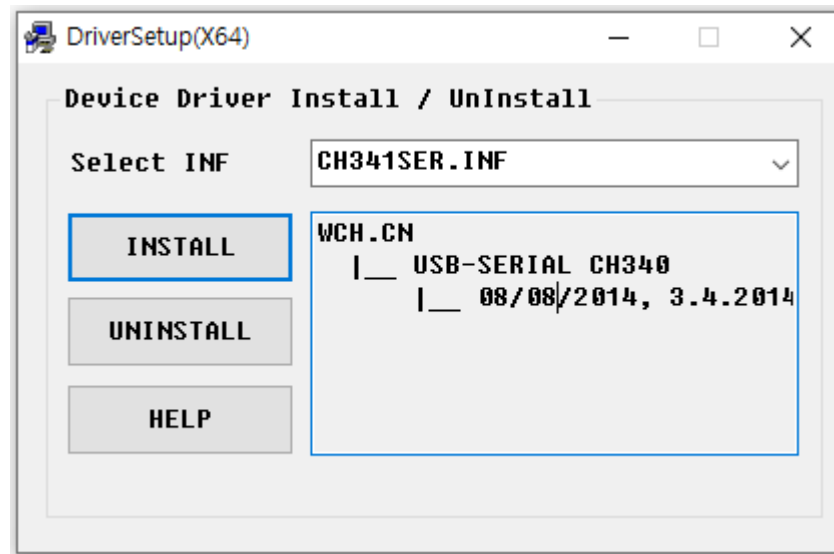 DriverSetup(X64)
Device Driver Install / UnInstall
Select INF
CH341SER.INF
INSTALL
UNINSTALL
HELP
WCH.CN
|__ USB-SERIAL CH340
|__ 08/08/2014, 3.4.2014